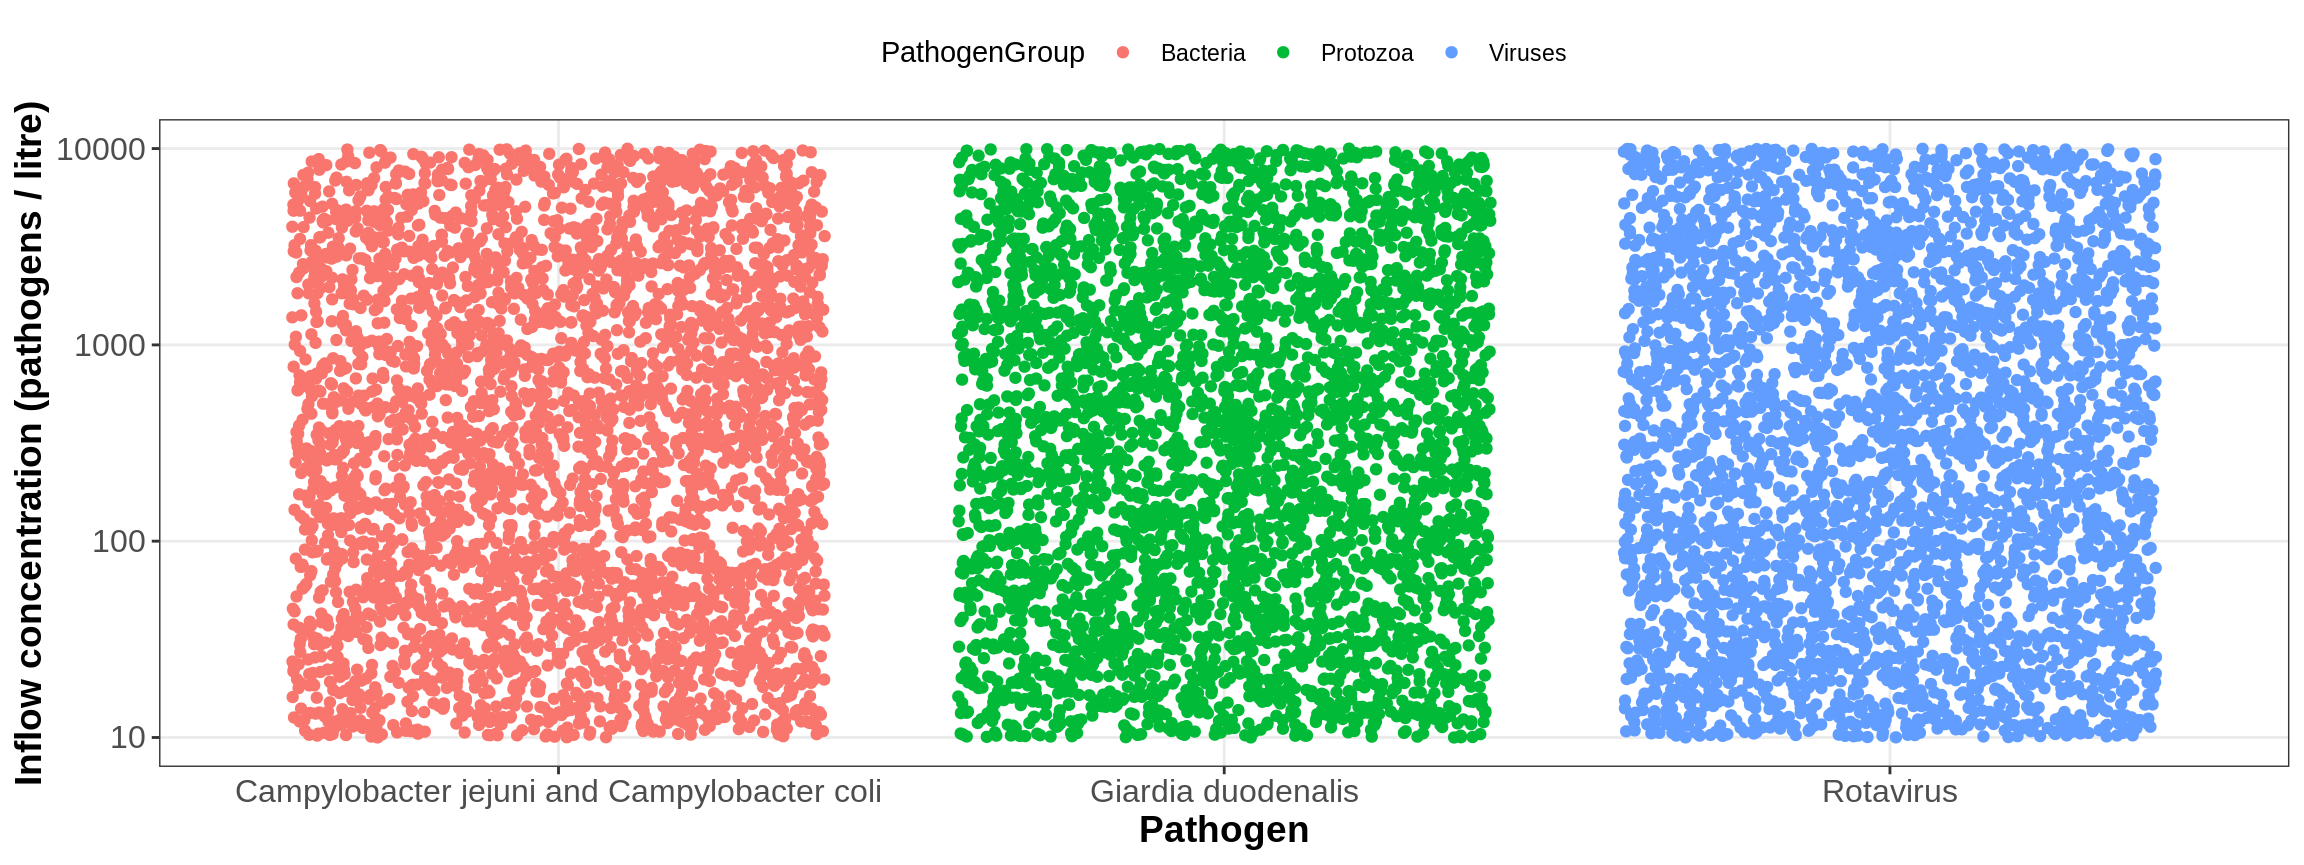 PathogenGroup Bacteria Protozoa Viruses
Inflow concentration (pathogens / litre)
10000
1000
100
10
Campylobacter jejuni and Campylobacter coli Giardia duodenalis Rotavirus
Pathogen